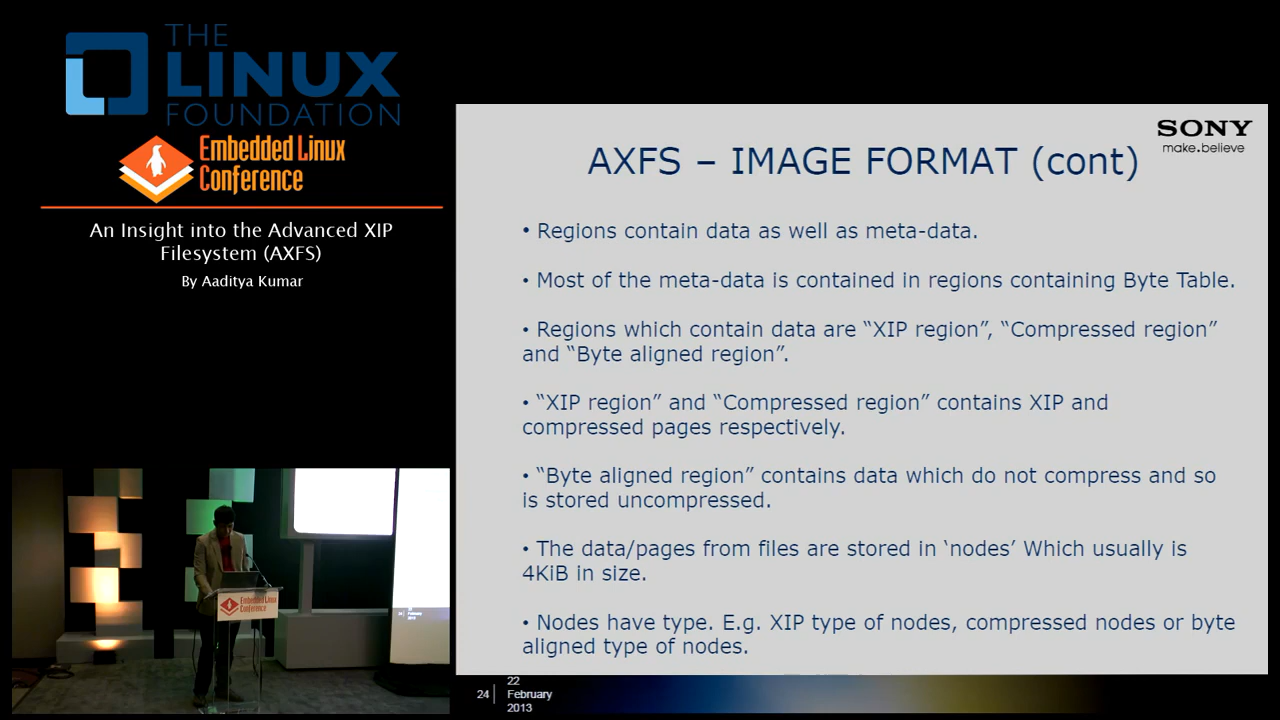 THE
LINUX
FOUNDATION
Embedded Linux
Conference
An Insight into the Advanced XIP
Filesystem (AXFS)
By Aaditya Kumar
SONY
make.believe
AXFS – IMAGE FORMAT (cont)
• Regions contain data as well as meta-data.
• Most of the meta-data is contained in regions containing Byte Table.
• Regions which contain data are “XIP region”, “Compressed region”
and “Byte aligned region”.
• “XIP region” and “Compressed region” contains XIP and
compressed pages respectively.
• “Byte aligned region” contains data which do not compress and so
is stored uncompressed.
• The data/pages from files are stored in ‘nodes’ Which usually is
4KiB in size.
• Nodes have type. E.g. XIP type of nodes, compressed nodes or byte
aligned type of nodes.
24
22
February
2013
Embedded Linux
Conference